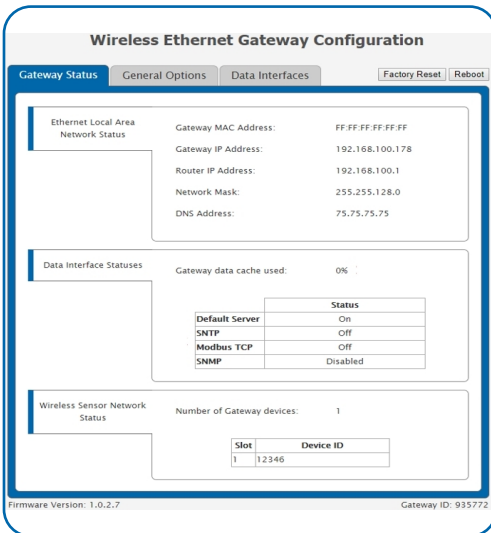 Wireless Ethernet Gateway Configuration
Gateway Status General Options Data Interfaces Factory Reset Reboot
Ethernet Local Area
Network Status
Gateway MAC Address: FF:FF:FF:FF:FF:FF
Gateway IP Address: 192.168.100.178
Router IP Address: 192.168.100.1
Network Mask: 255.255.128.0
DNS Address: 75.75.75.75
Data Interface Statuses
Gateway data cache used: 0%
Status
Default Server On
SNTP Off
Modbus TCP Off
SNMP Disabled
Wireless Sensor Network
Status
Number of Gateway devices: 1
Slot Device ID
1 12346
Firmware Version: 1.0.2.7 Gateway ID: 935772